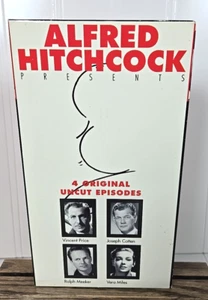 ALFRED
HITCHCOCK
PRESENTS
4 ORIGINAL
UNCUT EPISODES
Vincent Price
Joseph Cotten
Ralph Meeker
Vera Miles